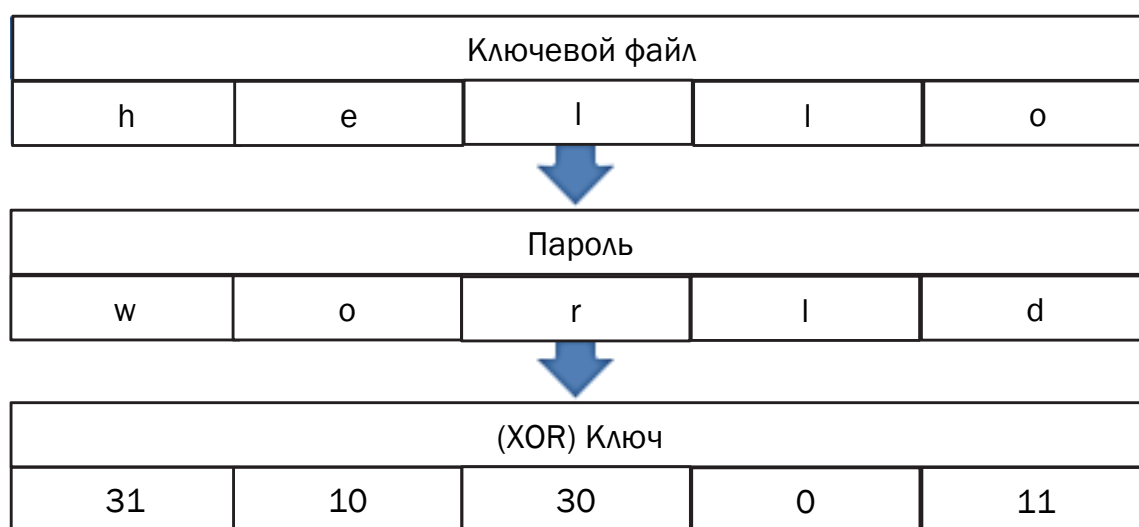 Ключевой файл
h e l l o
Пароль
w o r l d
(XOR) Ключ
31 10 30 0 11